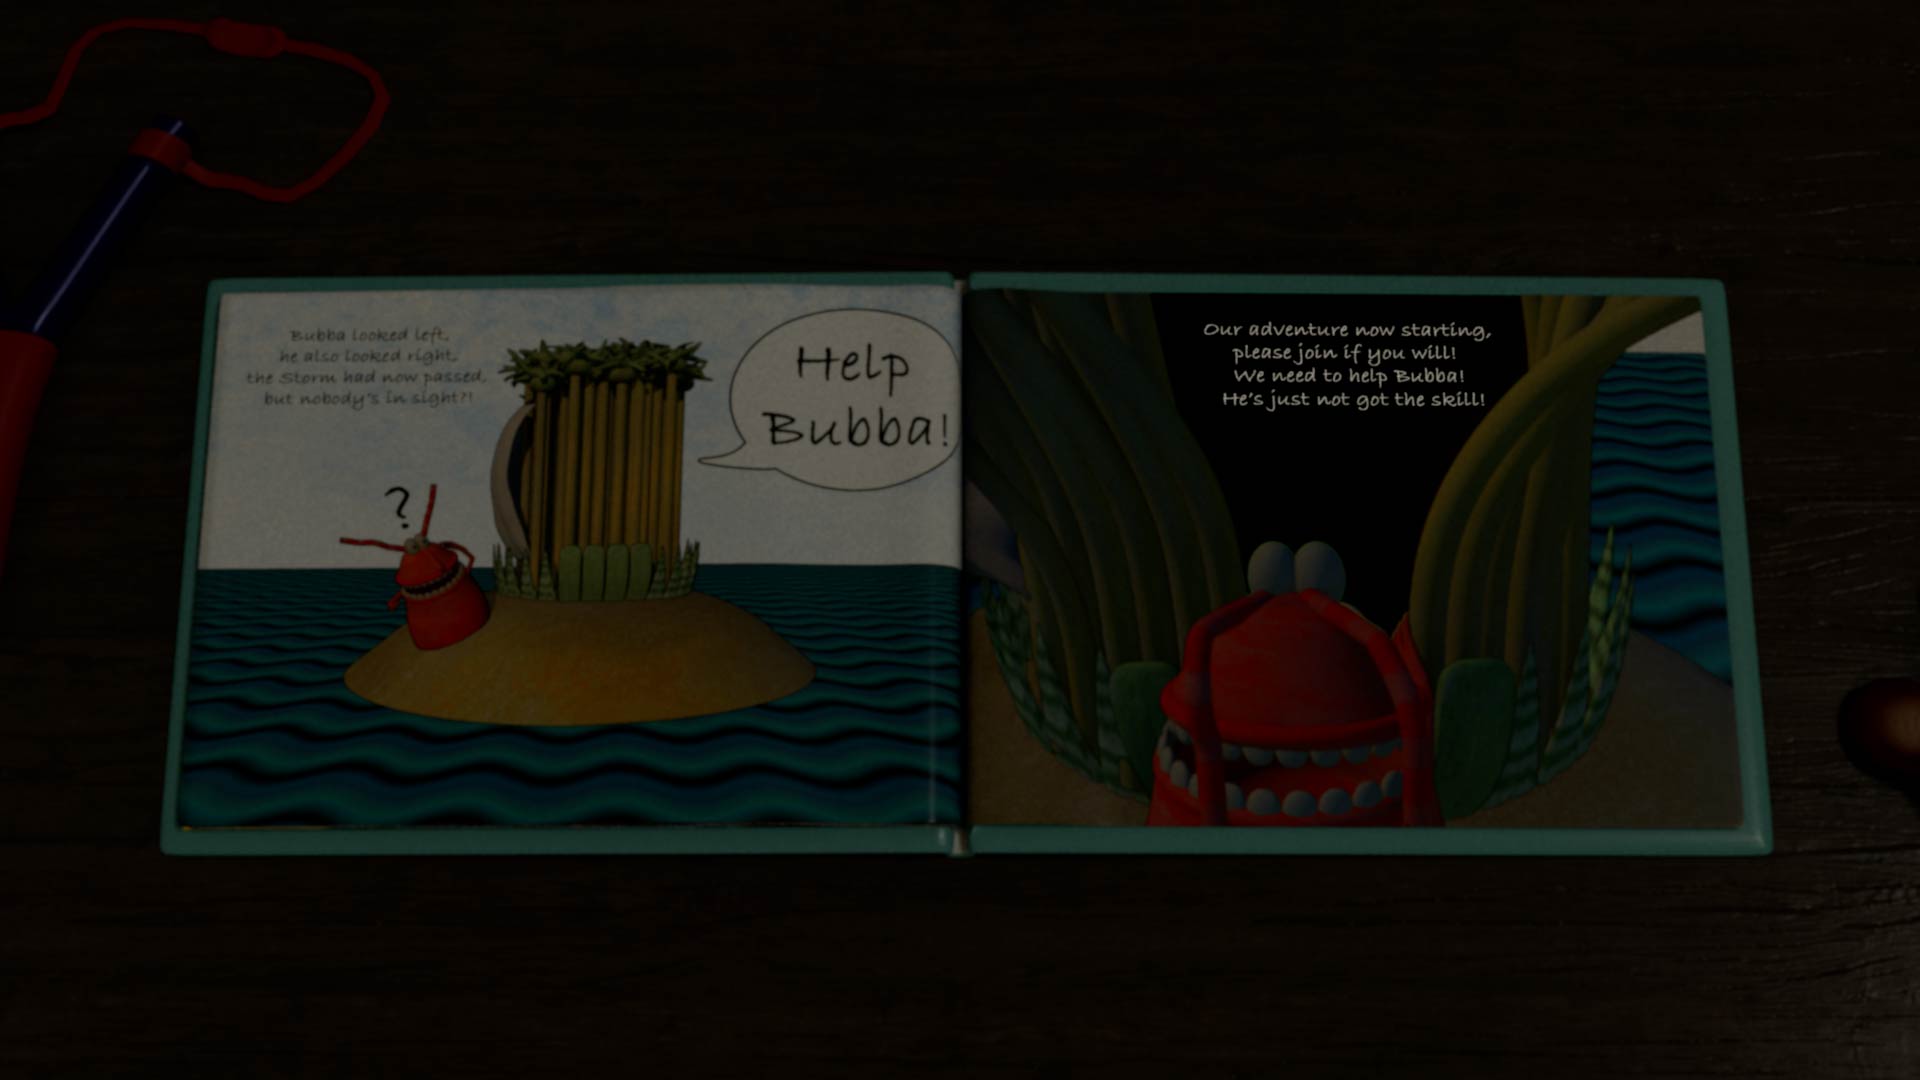 Bubba looked left,
he also looked right,
the Storm had now passed,
but nobody's in sight?!
?
Help
Bubba!
Our adventure now starting,
please join if you will!
We need to help Bubba!
He's just not got the skill!